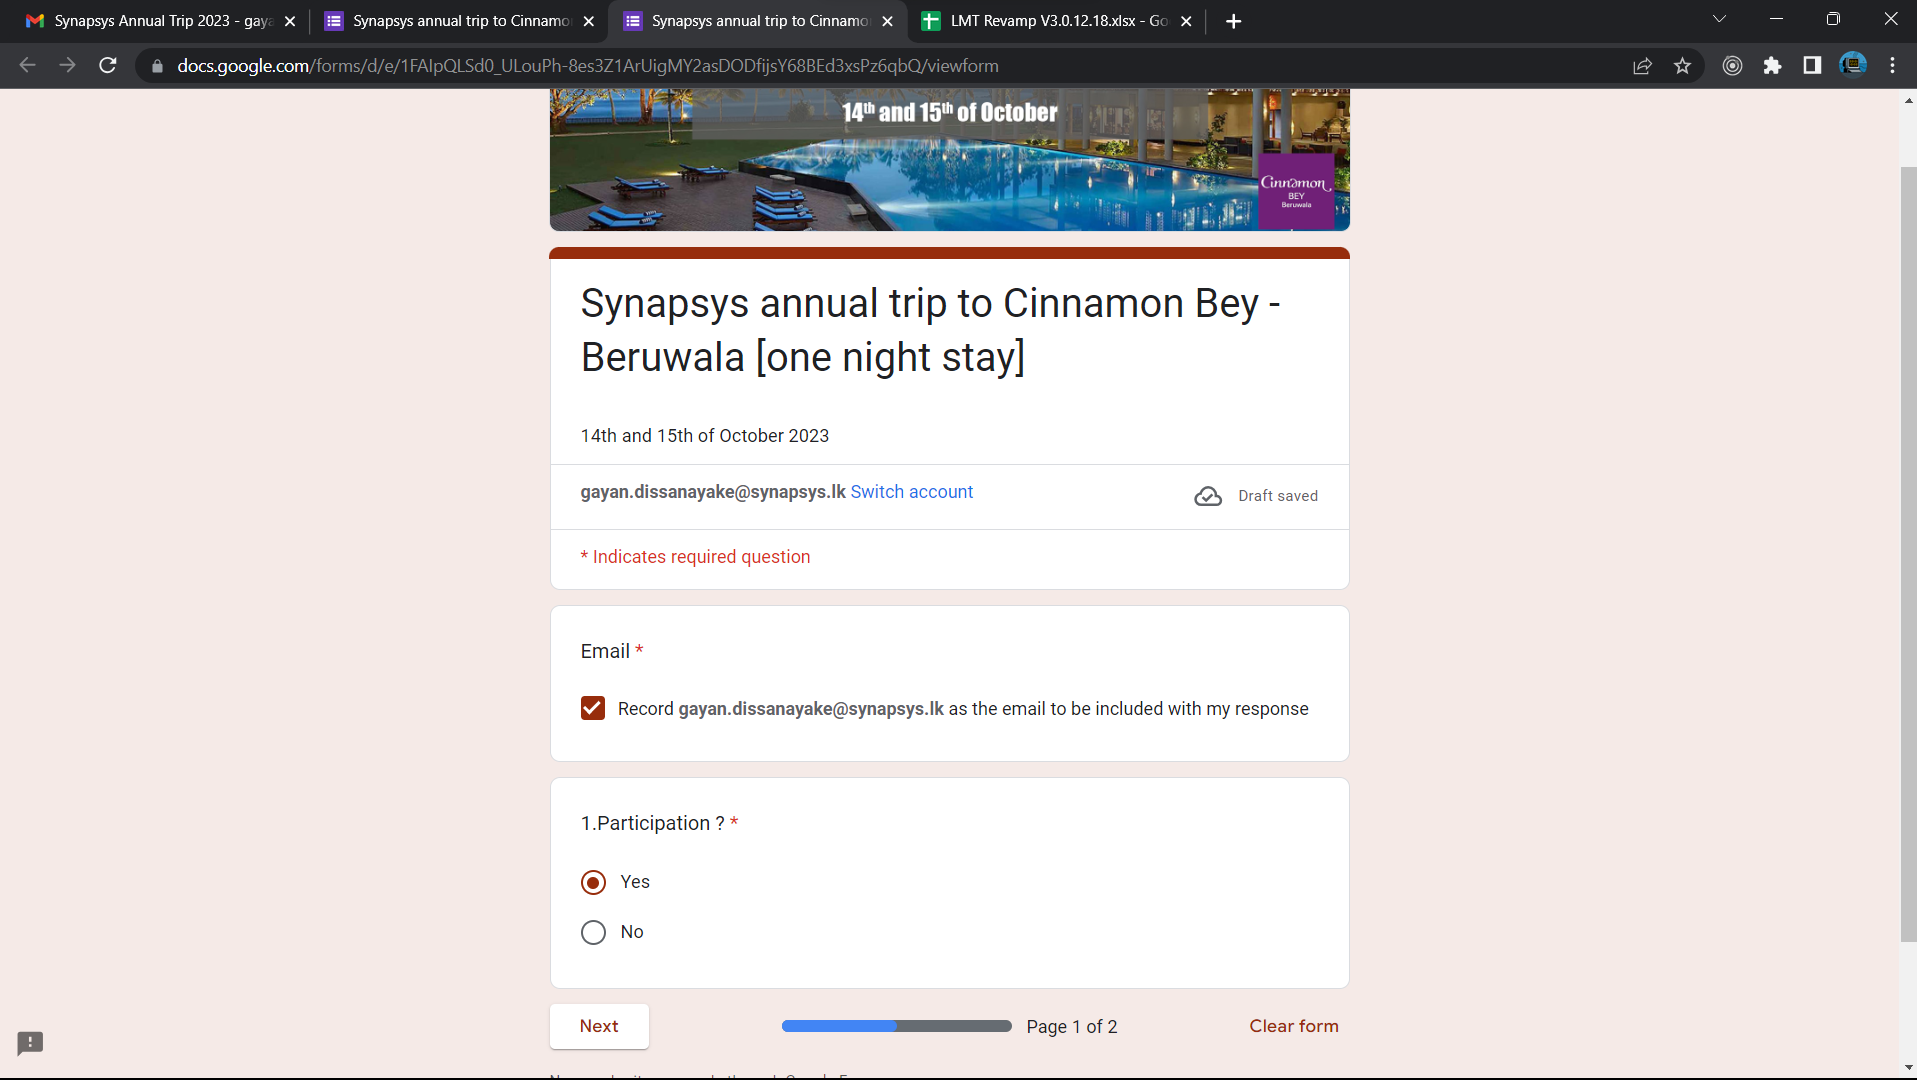 Synapsys Annual Trip 2023 - gaya
Synapsys annual trip to Cinnamo
Synapsys annual trip to Cinnamo
LMT Revamp V3.0.12.18.xlsx - Go
docs.google.com/forms/d/e/1FAIpQLSd0_ULouPh-8es3Z1ArUigMY2asDODfijsY68BEd3xsPz6qbQ/viewform
14th and 15th of October
Cinnamon
BEY
Beruwala
Synapsys annual trip to Cinnamon Bey -
Beruwala [one night stay]
14th and 15th of October 2023
gayan.dissanayake@synapsys.lk Switch account
Draft saved
* Indicates required question
Email *
Record gayan.dissanayake@synapsys.lk as the email to be included with my response
1.Participation ? *
Yes
No
Next
Page 1 of 2
Clear form